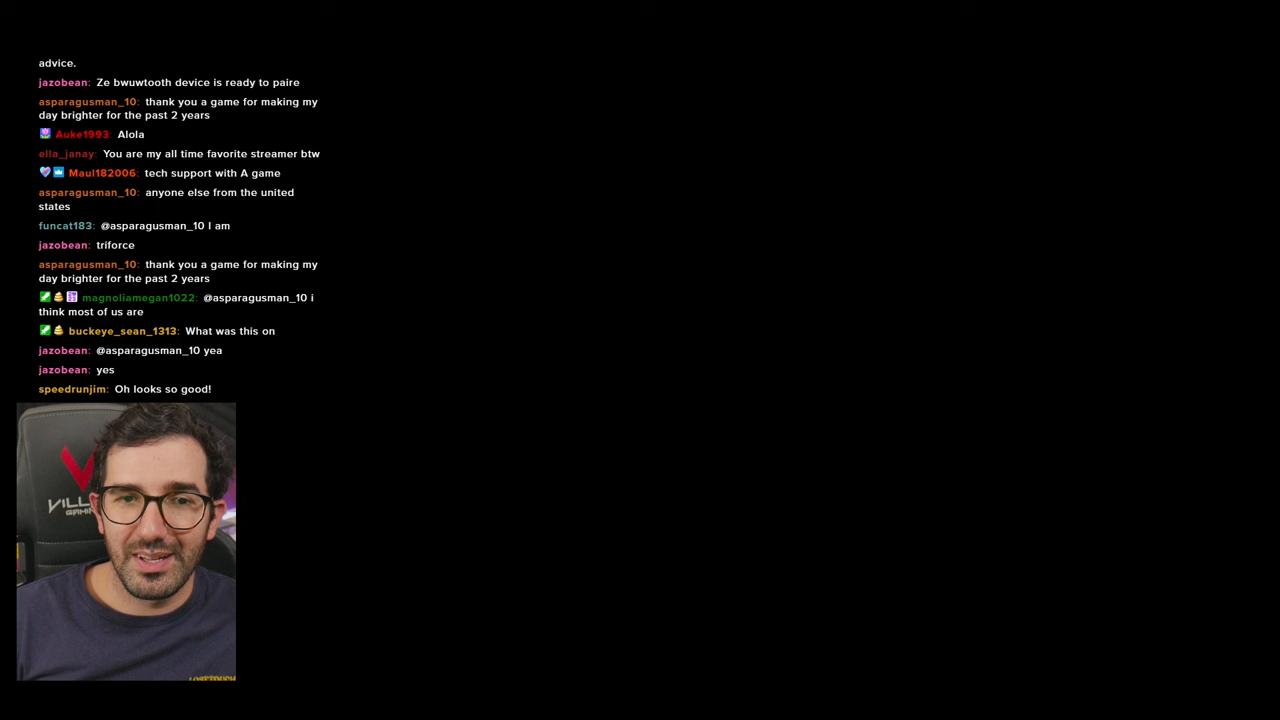 advice.
jazobean: Ze bwuwtooth device is ready to paire
asparagusman_10: thank you a game for making my
day brighter for the past 2 years
Auke1993: Alola
ella_janay: You are my all time favorite streamer btw
Maul182006: tech support with A game
asparagusman_10: anyone else from the united
states
funcat183: @asparagusman_10 I am
jazobean: triforce
asparagusman_10: thank you a game for making my
day brighter for the past 2 years
magnoliamegan1022: @asparagusman_10 i
think most of us are
buckeye_sean_1313: What was this on
jazobean: @asparagusman_10 yea
jazobean: yes
speedrunjim: Oh looks so good!